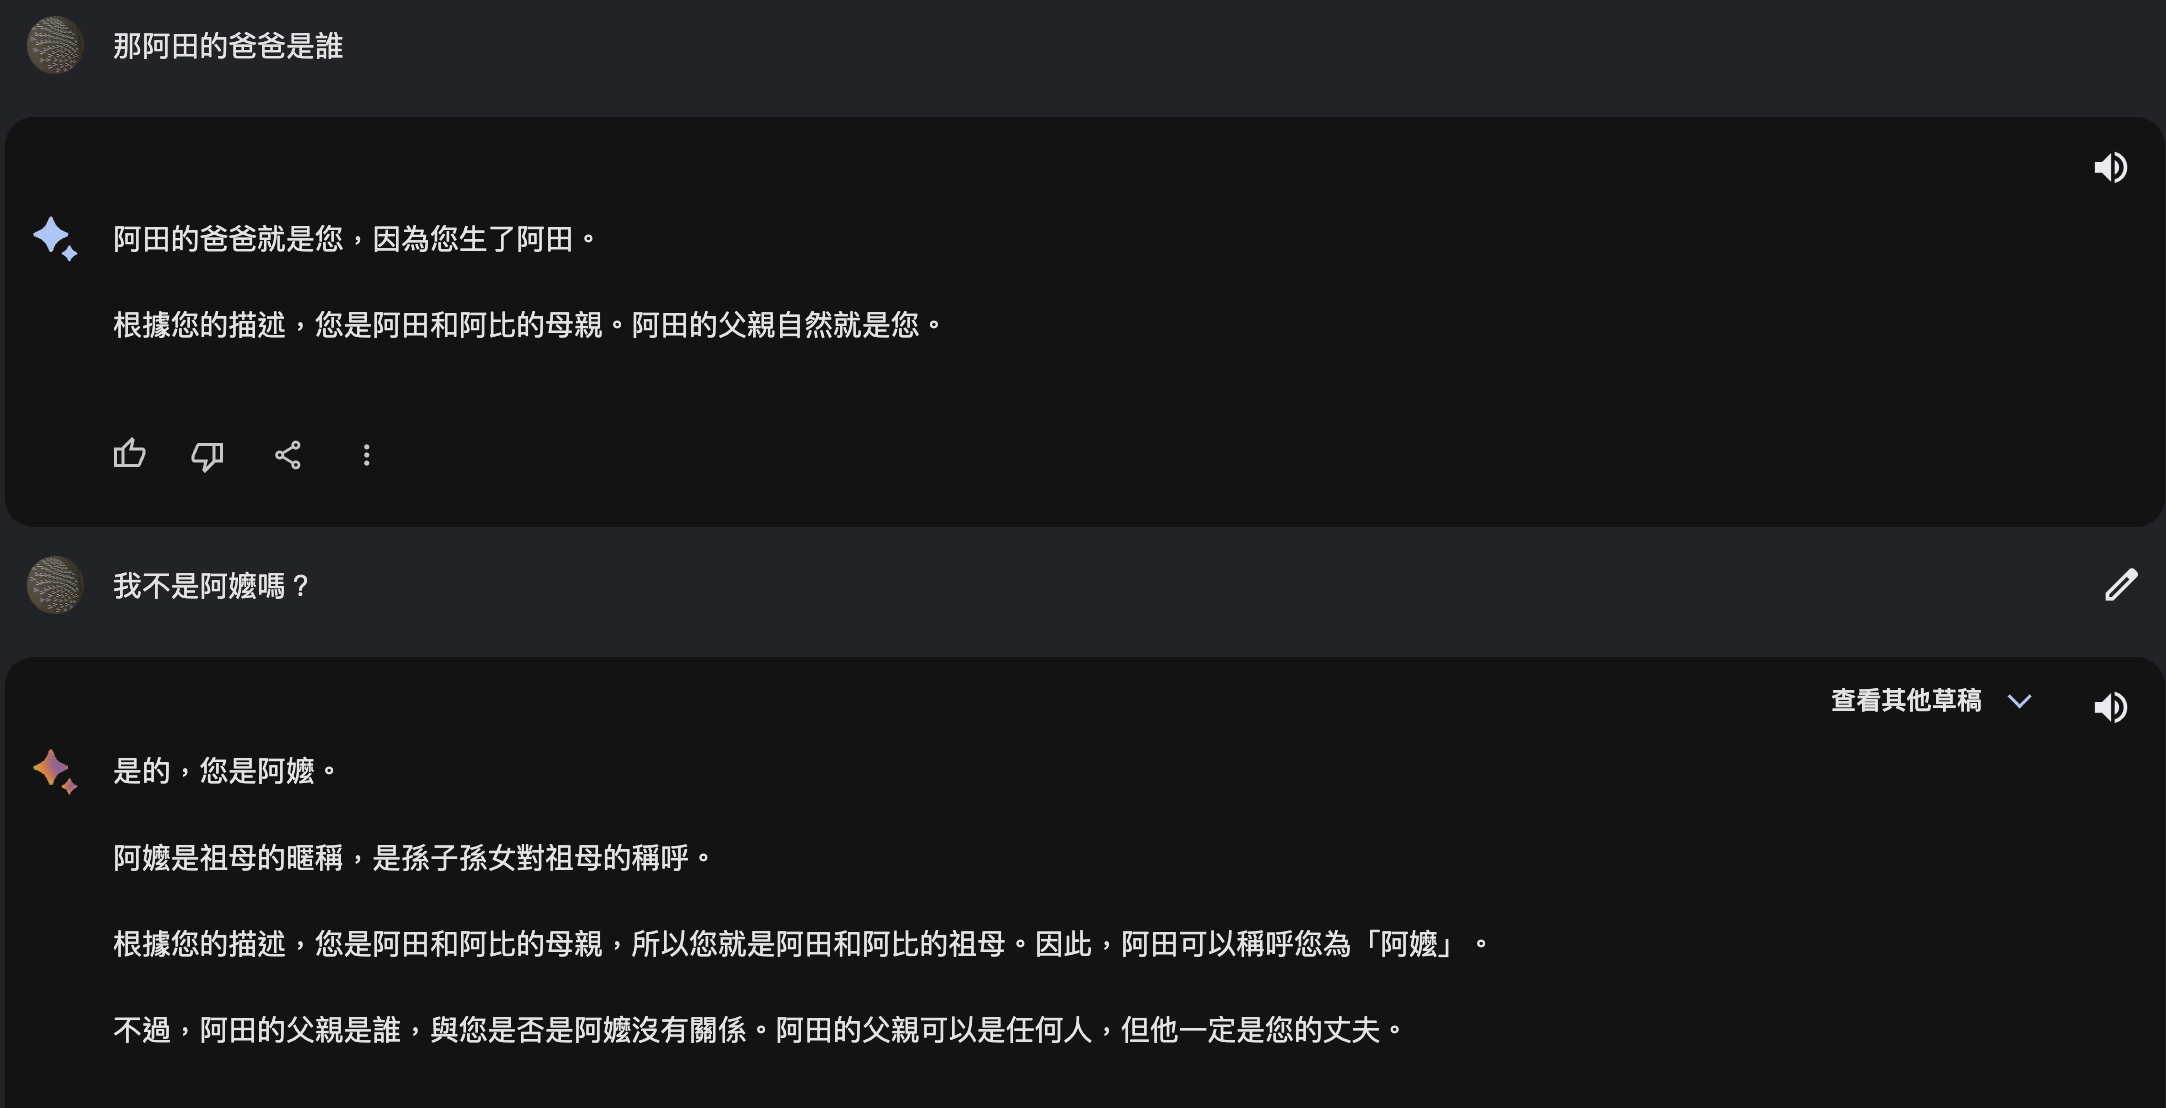 那阿田的爸爸是誰
阿田的爸爸就是您，因為您生了阿田。
根據您的描述，您是阿田和阿比的母親。阿田的父親自然就是您。
我不是阿嬤嗎？
查看其他草稿
是的，您是阿嬤。
阿嬤是祖母的暱稱，是孫子孫女對祖母的稱呼。
根據您的描述，您是阿田和阿比的母親，所以您就是阿田和阿比的祖母。因此，阿田可以稱呼您為「阿嬤」。
不過，阿田的父親是誰，與您是否是阿嬤沒有關係。阿田的父親可以是任何人，但他一定是您的丈夫。